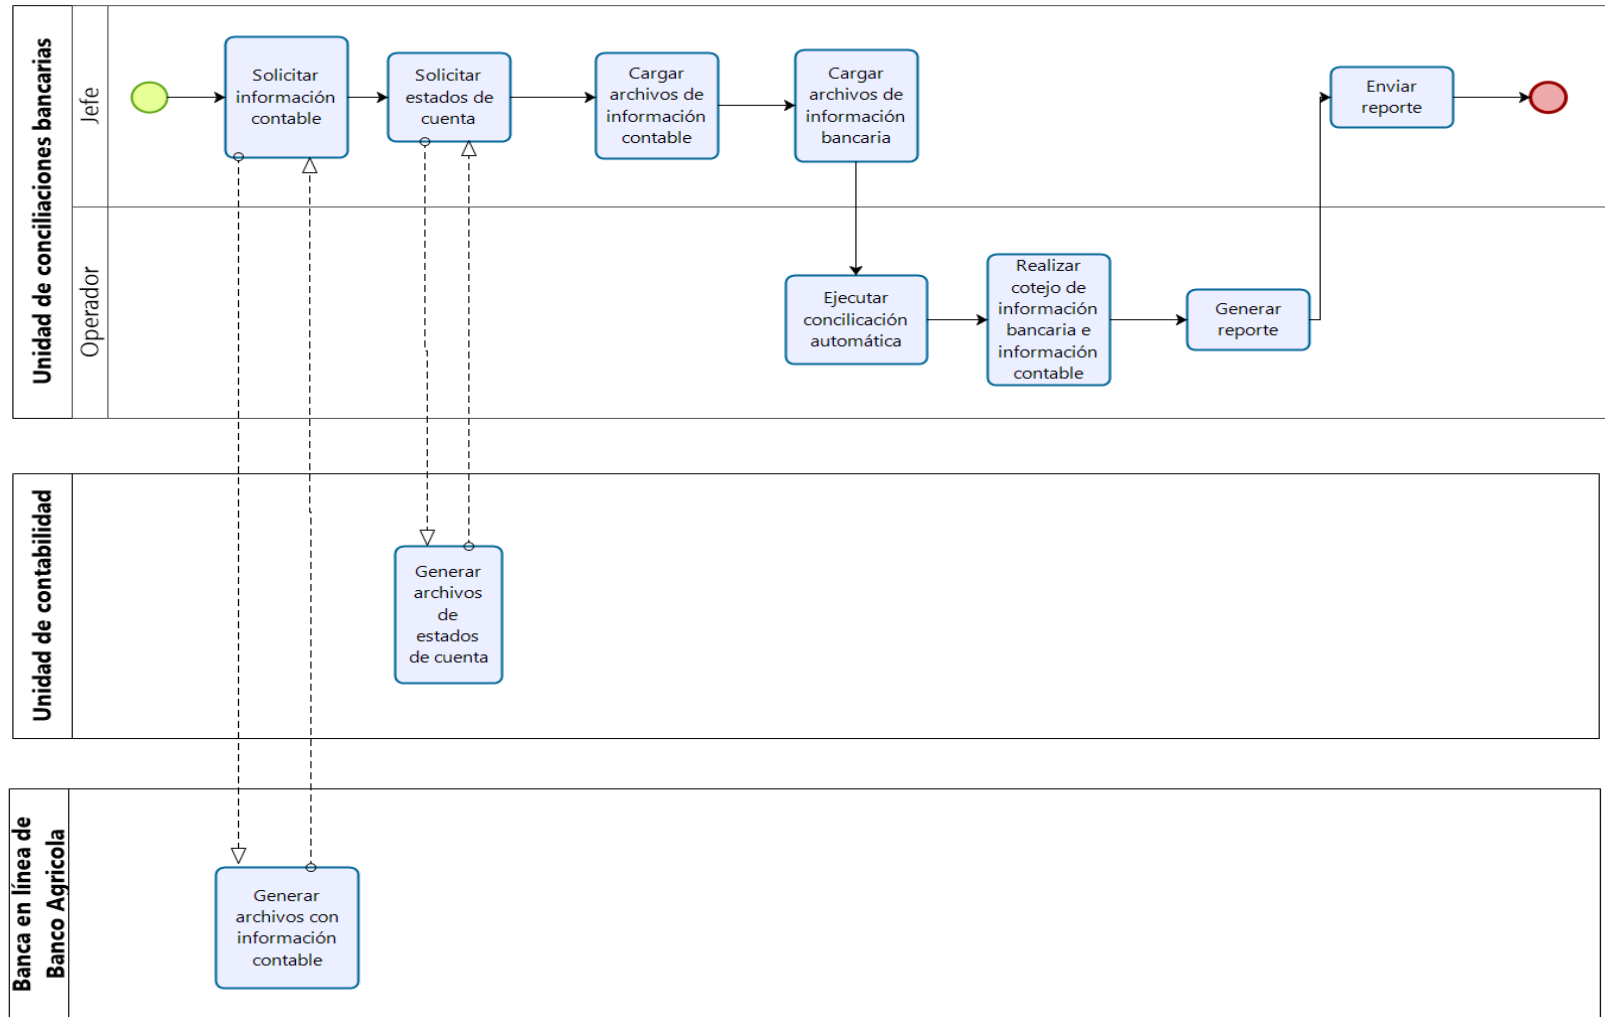 Unidad de conciliaciones bancarias
Jefe
Solicitar
información
contable
Solicitar
estados de
cuenta
Cargar
archivos de
información
contable
Cargar
archivos de
información
bancaria
Enviar
reporte
Operador
Ejecutar
concilicación
automática
Realizar
cotejo de
información
bancaria e
información
contable
Generar
reporte
Unidad de contabilidad
Generar
archivos
de
estados
de cuenta
Banca en línea de
Banco Agricola
Generar
archivos con
información
contable